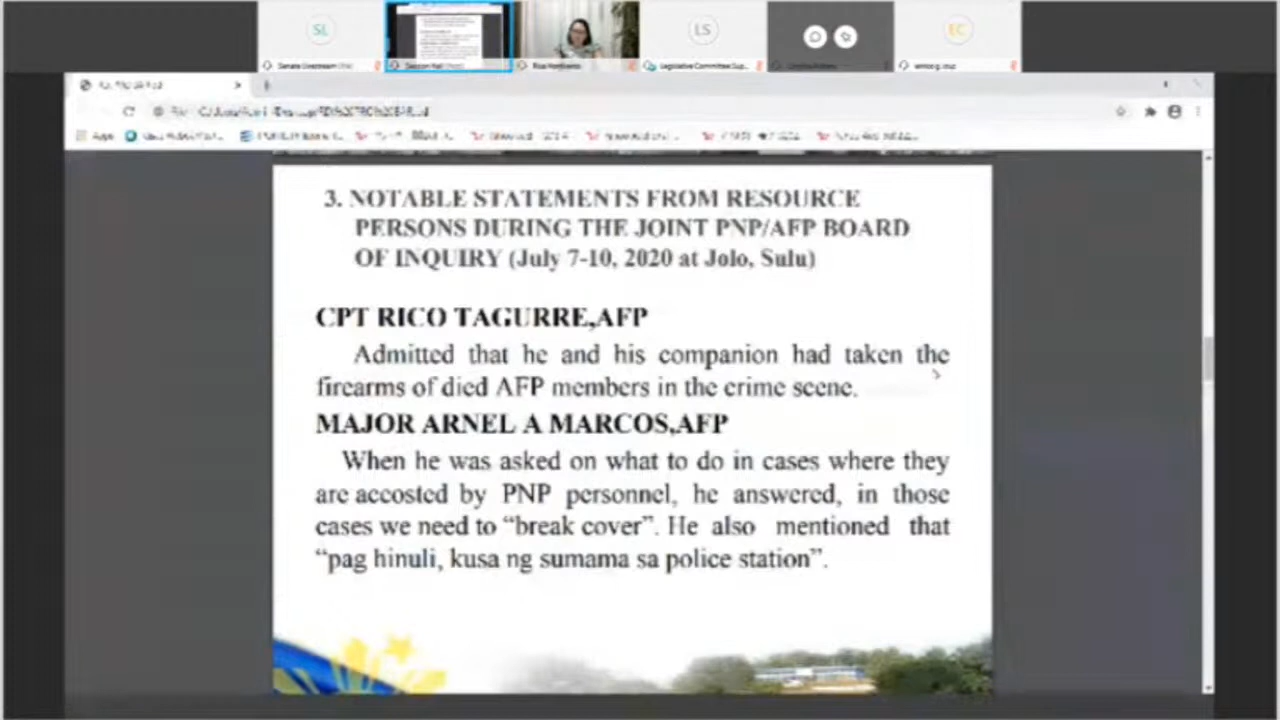 SL
LS
EC
Apps
3. NOTABLE STATEMENTS FROM RESOURCE
PERSONS DURING THE JOINT PNP/AFP BOARD
OF INQUIRY (July 7-10, 2020 at Jolo, Sulu)
CPT RICO TAGURRE,AFP
Admitted that he and his companion had taken the
firearms of died AFP members in the crime scene.
MAJOR ARNEL A MARCOS,AFP
When he was asked on what to do in cases where they
are accosted by PNP personnel, he answered, in those
cases we need to “break cover”. He also mentioned that
“pag hinuli, kusa ng sumama sa police station”.